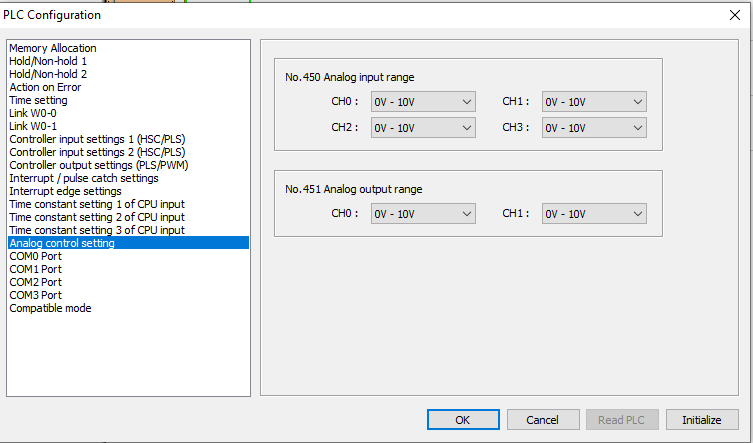 PLC Configuration
Memory Allocation
Hold/Non-hold 1
Hold/Non-hold 2
Action on Error
Time setting
Link W0-0
Link W0-1
Controller input settings 1 (HSC/PLS)
Controller input settings 2 (HSC/PLS)
Controller output settings (PLS/PWM)
Interrupt / pulse catch settings
Interrupt edge settings
Time constant setting 1 of CPU input
Time constant setting 2 of CPU input
Time constant setting 3 of CPU input
Analog control setting
COM0 Port
COM1 Port
COM2 Port
COM3 Port
Compatible mode
No.450 Analog input range
CH0 : 0V - 10V CH1 : 0V - 10V
CH2 : 0V - 10V CH3 : 0V - 10V
No.451 Analog output range
CH0 : 0V - 10V CH1 : 0V - 10V
OK Cancel Read PLC Initialize